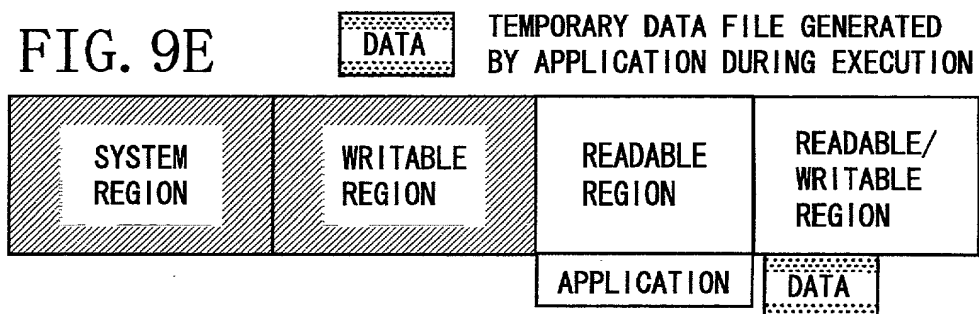 FIG. 9E
DATA
TEMPORARY DATA FILE GENERATED
BY APPLICATION DURING EXECUTION
SYSTEM
REGION
WRITABLE
REGION
READABLE
REGION
READABLE/
WRITABLE
REGION
APPLICATION
DATA